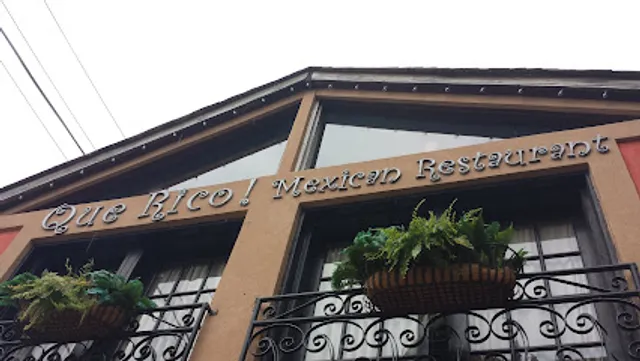 Que Rico! Mexican Restaurant